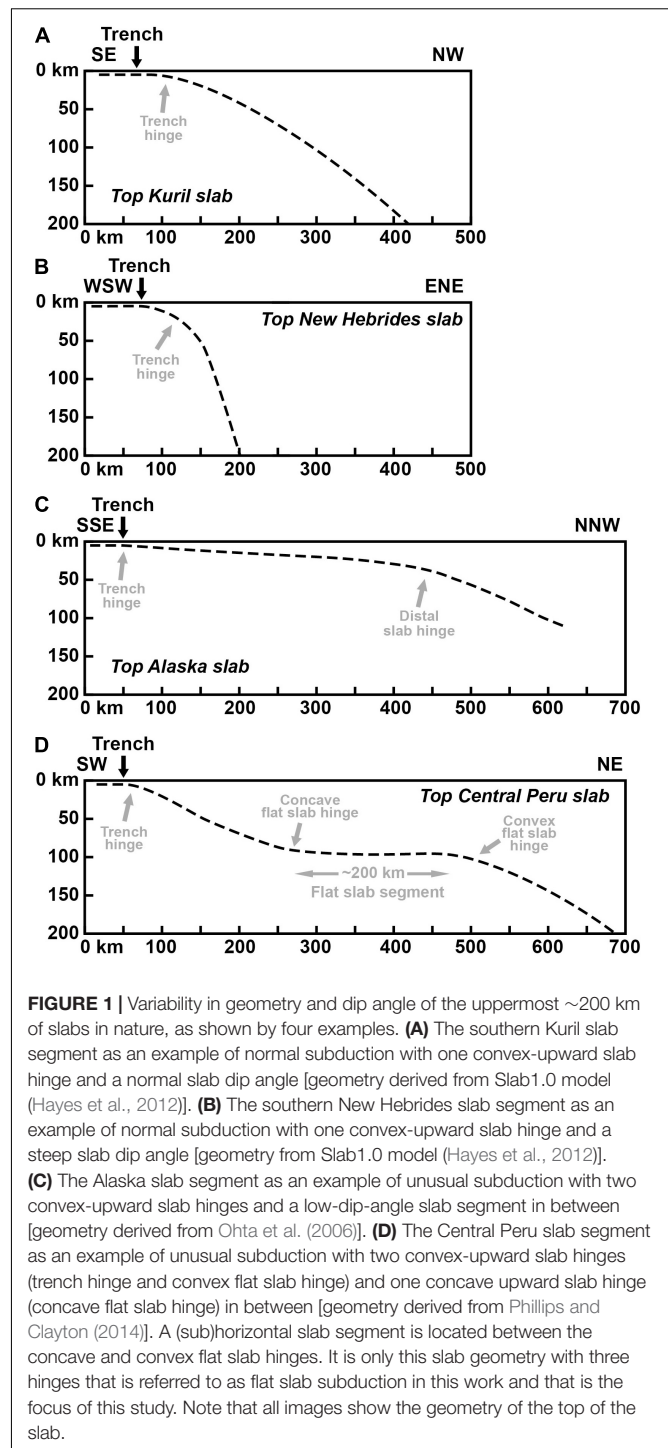 A
Trench
SE
NW
0 km
50
100
150
200
Trench
hinge
Top Kuril slab
0 km 100 200 300 400 500
B
Trench
WSW
ENE
0 km
50
100
150
200
Top New Hebrides slab
Trench
hinge
0 km 100 200 300 400 500
C
Trench
SSE
NNW
0 km
50
100
150
200
Trench
hinge
Distal
slab hinge
Top Alaska slab
0 km 100 200 300 400 500 600 700
D
Trench
SW
NE
0 km
50
100
150
200
Top Central Peru slab
Trench
hinge
Concave
flat slab hinge
Convex
flat slab
hinge
~200 km
Flat slab segment
0 km 100 200 300 400 500 600 700
FIGURE 1 | Variability in geometry and dip angle of the uppermost ∼200 km
of slabs in nature, as shown by four examples. (A) The southern Kuril slab
segment as an example of normal subduction with one convex-upward slab
hinge and a normal slab dip angle [geometry derived from Slab1.0 model
(Hayes et al., 2012)]. (B) The southern New Hebrides slab segment as an
example of normal subduction with one convex-upward slab hinge and a
steep slab dip angle [geometry from Slab1.0 model (Hayes et al., 2012)].
(C) The Alaska slab segment as an example of unusual subduction with two
convex-upward slab hinges and a low-dip-angle slab segment in between
[geometry derived from Ohta et al. (2006)]. (D) The Central Peru slab segment
as an example of unusual subduction with two convex-upward slab hinges
(trench hinge and convex flat slab hinge) and one concave upward slab hinge
(concave flat slab hinge) in between [geometry derived from Phillips and
Clayton (2014)]. A (sub)horizontal slab segment is located between the
concave and convex flat slab hinges. It is only this slab geometry with three
hinges that is referred to as flat slab subduction in this work and that is the
focus of this study. Note that all images show the geometry of the top of the
slab.